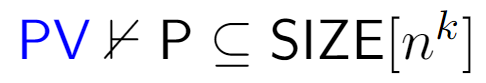 PV ⊬ P ⊆ SIZE[n^k]